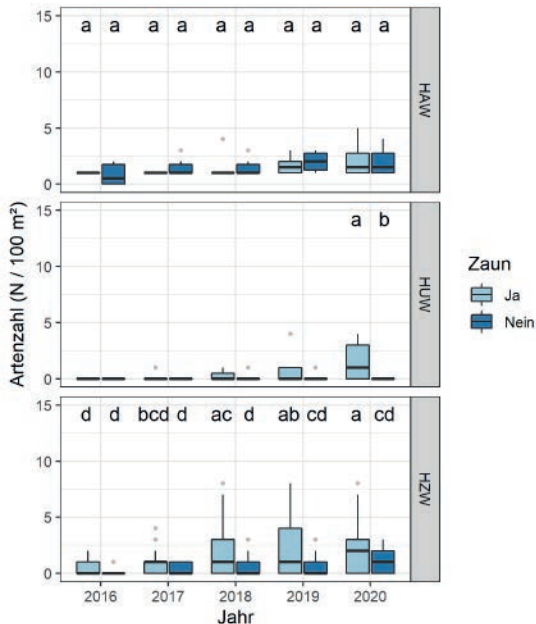 15
a a a a a a a a a a
10
5
0
HAW
15
a b
10
5
0
HUW
15
d d bcd d ac d ab cd a cd
10
5
0
HZW
2016 2017 2018 2019 2020
Jahr
Artenzahl (N / 100 m²)
Zaun
Ja
Nein